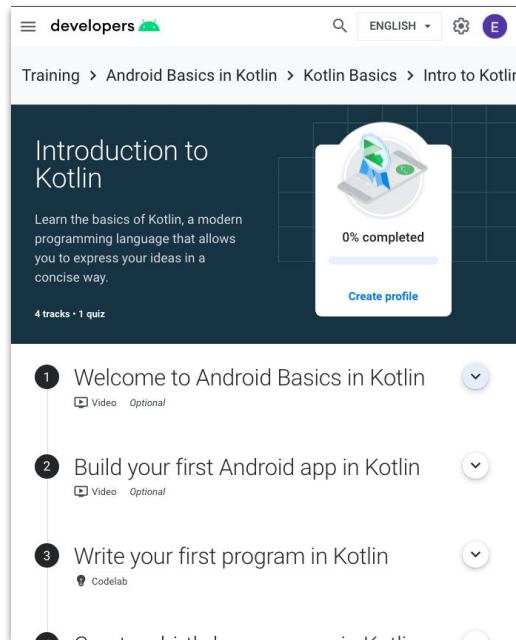 developers
ENGLISH
E
Training > Android Basics in Kotlin > Kotlin Basics > Intro to Kotlin
Introduction to
Kotlin
Learn the basics of Kotlin, a modern
programming language that allows
you to express your ideas in a
concise way.
4 tracks • 1 quiz
0% completed
Create profile
1 Welcome to Android Basics in Kotlin
Video Optional
2 Build your first Android app in Kotlin
Video Optional
3 Write your first program in Kotlin
Codelab